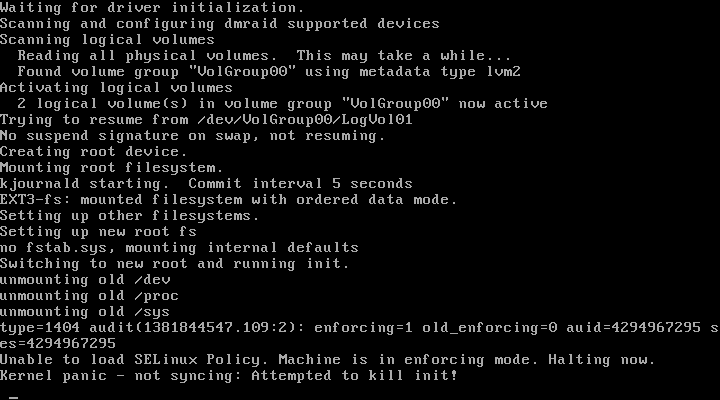 Waiting for driver initialization.
Scanning and configuring dmraid supported devices
Scanning logical volumes
  Reading all physical volumes.  This may take a while...
  Found volume group "VolGroup00" using metadata type lvm2
Activating logical volumes
  2 logical volume(s) in volume group "VolGroup00" now active
Trying to resume from /dev/VolGroup00/LogVol01
No suspend signature on swap, not resuming.
Creating root device.
Mounting root filesystem.
kjournald starting.  Commit interval 5 seconds
EXT3-fs: mounted filesystem with ordered data mode.
Setting up other filesystems.
Setting up new root fs
no fstab.sys, mounting internal defaults
Switching to new root and running init.
unmounting old /dev
unmounting old /proc
unmounting old /sys
type=1404 audit(1381844547.109:2): enforcing=1 old_enforcing=0 auid=4294967295 s
es=4294967295
Unable to load SELinux Policy. Machine is in enforcing mode. Halting now.
Kernel panic - not syncing: Attempted to kill init!